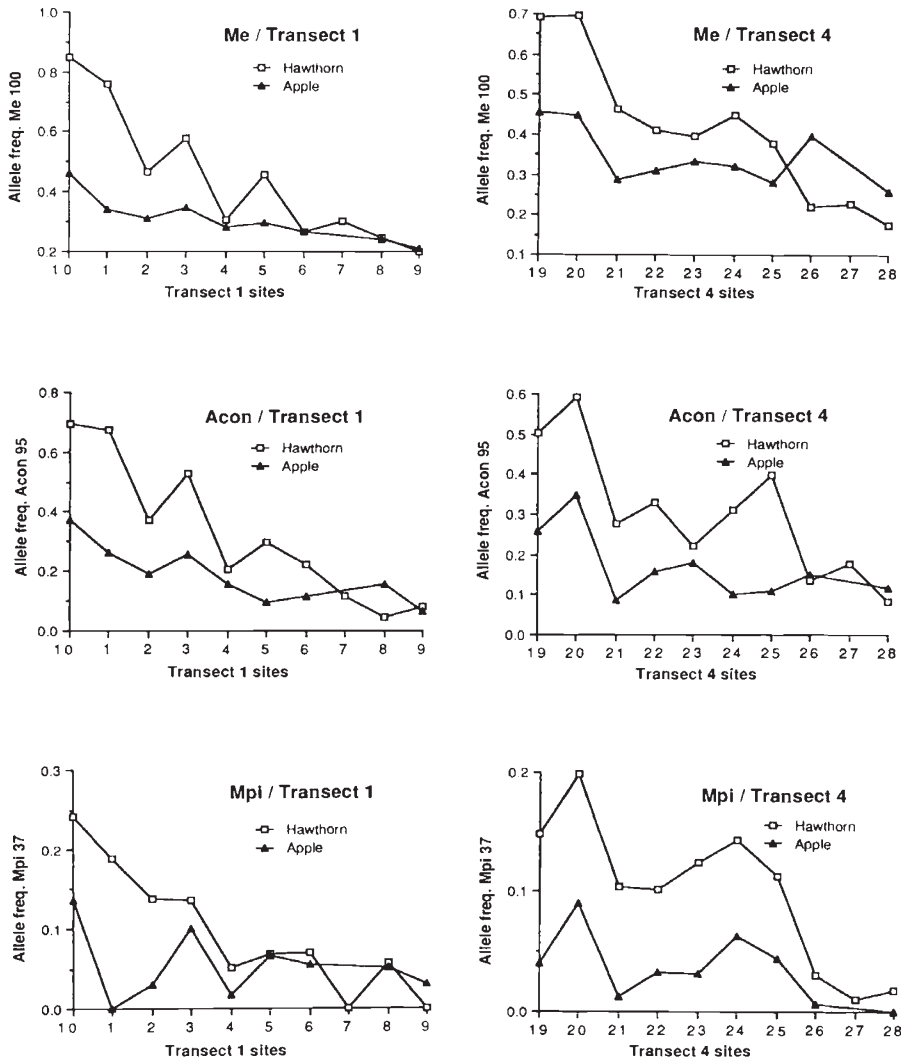 Me / Transect 1
Hawthorn
Apple
Allele freq. Me 100
1.0
0.8
0.6
0.4
0.2
10 1 2 3 4 5 6 7 8 9
Transect 1 sites
Me / Transect 4
Hawthorn
Apple
Allele freq. Me 100
0.7
0.6
0.5
0.4
0.3
0.2
0.1
19 20 21 22 23 24 25 26 27 28
Transect 4 sites
Acon / Transect 1
Hawthorn
Apple
Allele freq. Acon 95
0.8
0.6
0.4
0.2
0.0
10 1 2 3 4 5 6 7 8 9
Transect 1 sites
Acon / Transect 4
Hawthorn
Apple
Allele freq. Acon 95
0.6
0.5
0.4
0.3
0.2
0.1
0.0
19 20 21 22 23 24 25 26 27 28
Transect 4 sites
Mpi / Transect 1
Hawthorn
Apple
Allele freq. Mpi 37
0.3
0.2
0.1
0.0
10 1 2 3 4 5 6 7 8 9
Transect 1 sites
Mpi / Transect 4
Hawthorn
Apple
Allele freq. Mpi 37
0.2
0.1
0.0
19 20 21 22 23 24 25 26 27 28
Transect 4 sites